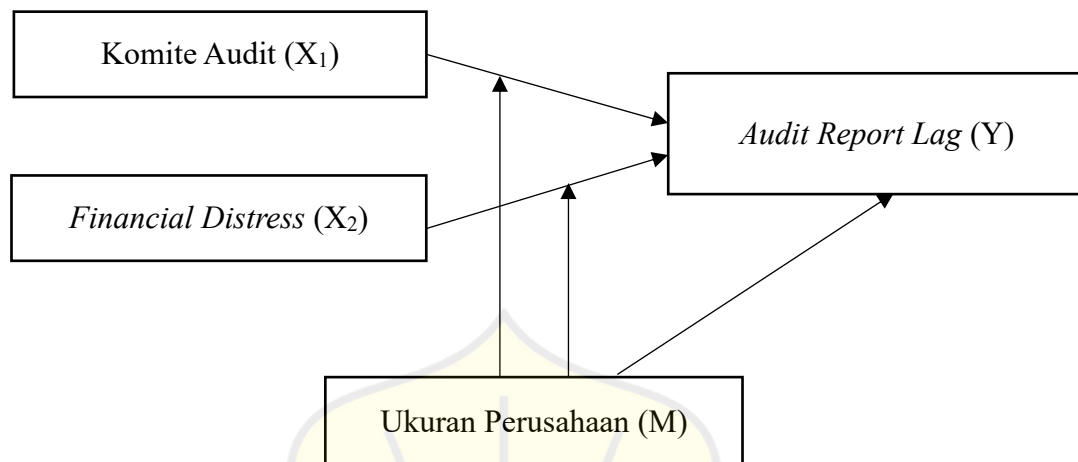 Komite Audit (X₁)
Audit Report Lag (Y)
Financial Distress (X₂)
Ukuran Perusahaan (M)